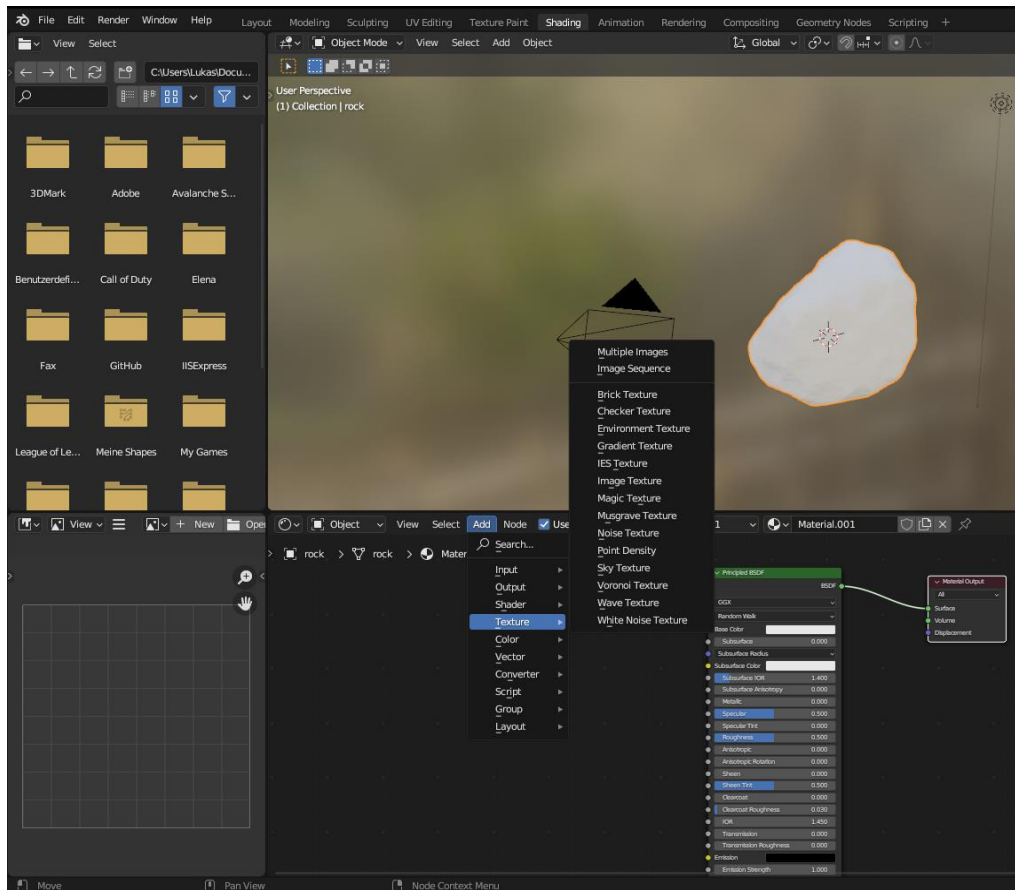 File Edit Render Window Help Layout Modeling Sculpting UV Editing Texture Paint Shading Animation Rendering Compositing Geometry Nodes Scripting +
View Select
C:\Users\Lukas\Docu...
3DMark Adobe Avalanche S...
Benutzerdefi... Call of Duty Elena
Fax GitHub IISExpress
League of Le... Meine Shapes My Games
Object Mode View Select Add Object Global
User Perspective
(1) Collection | rock
Multiple Images
Image Sequence
Brick Texture
Checker Texture
Environment Texture
Gradient Texture
IES Texture
Image Texture
Magic Texture
Musgrave Texture
Noise Texture
Point Density
Sky Texture
Voronoi Texture
Wave Texture
White Noise Texture
View + New Ope
Object View Select Add Node Use 1 Material.001
rock > rock > Mater
Search...
Input
Output
Shader
Texture
Color
Vector
Converter
Script
Group
Layout
Principled BSDF
BSDF
GGX
Random Walk
Base Color
Subsurface 0.000
Subsurface Radius
Subsurface Color
Subsurface IOR 1.400
Subsurface Anisotropy 0.000
Metallic 0.000
Specular 0.500
Specular Tint 0.000
Roughness 0.500
Anisotropic 0.000
Anisotropic Rotation 0.000
Sheen 0.000
Sheen Tint 0.500
Clearcoat 0.000
Clearcoat Roughness 0.030
IOR 1.450
Transmission 0.000
Transmission Roughness 0.000
Emission
Emission Strength 1.000
Material Output
All
Surface
Volume
Displacement
Move Pan View Node Context Menu